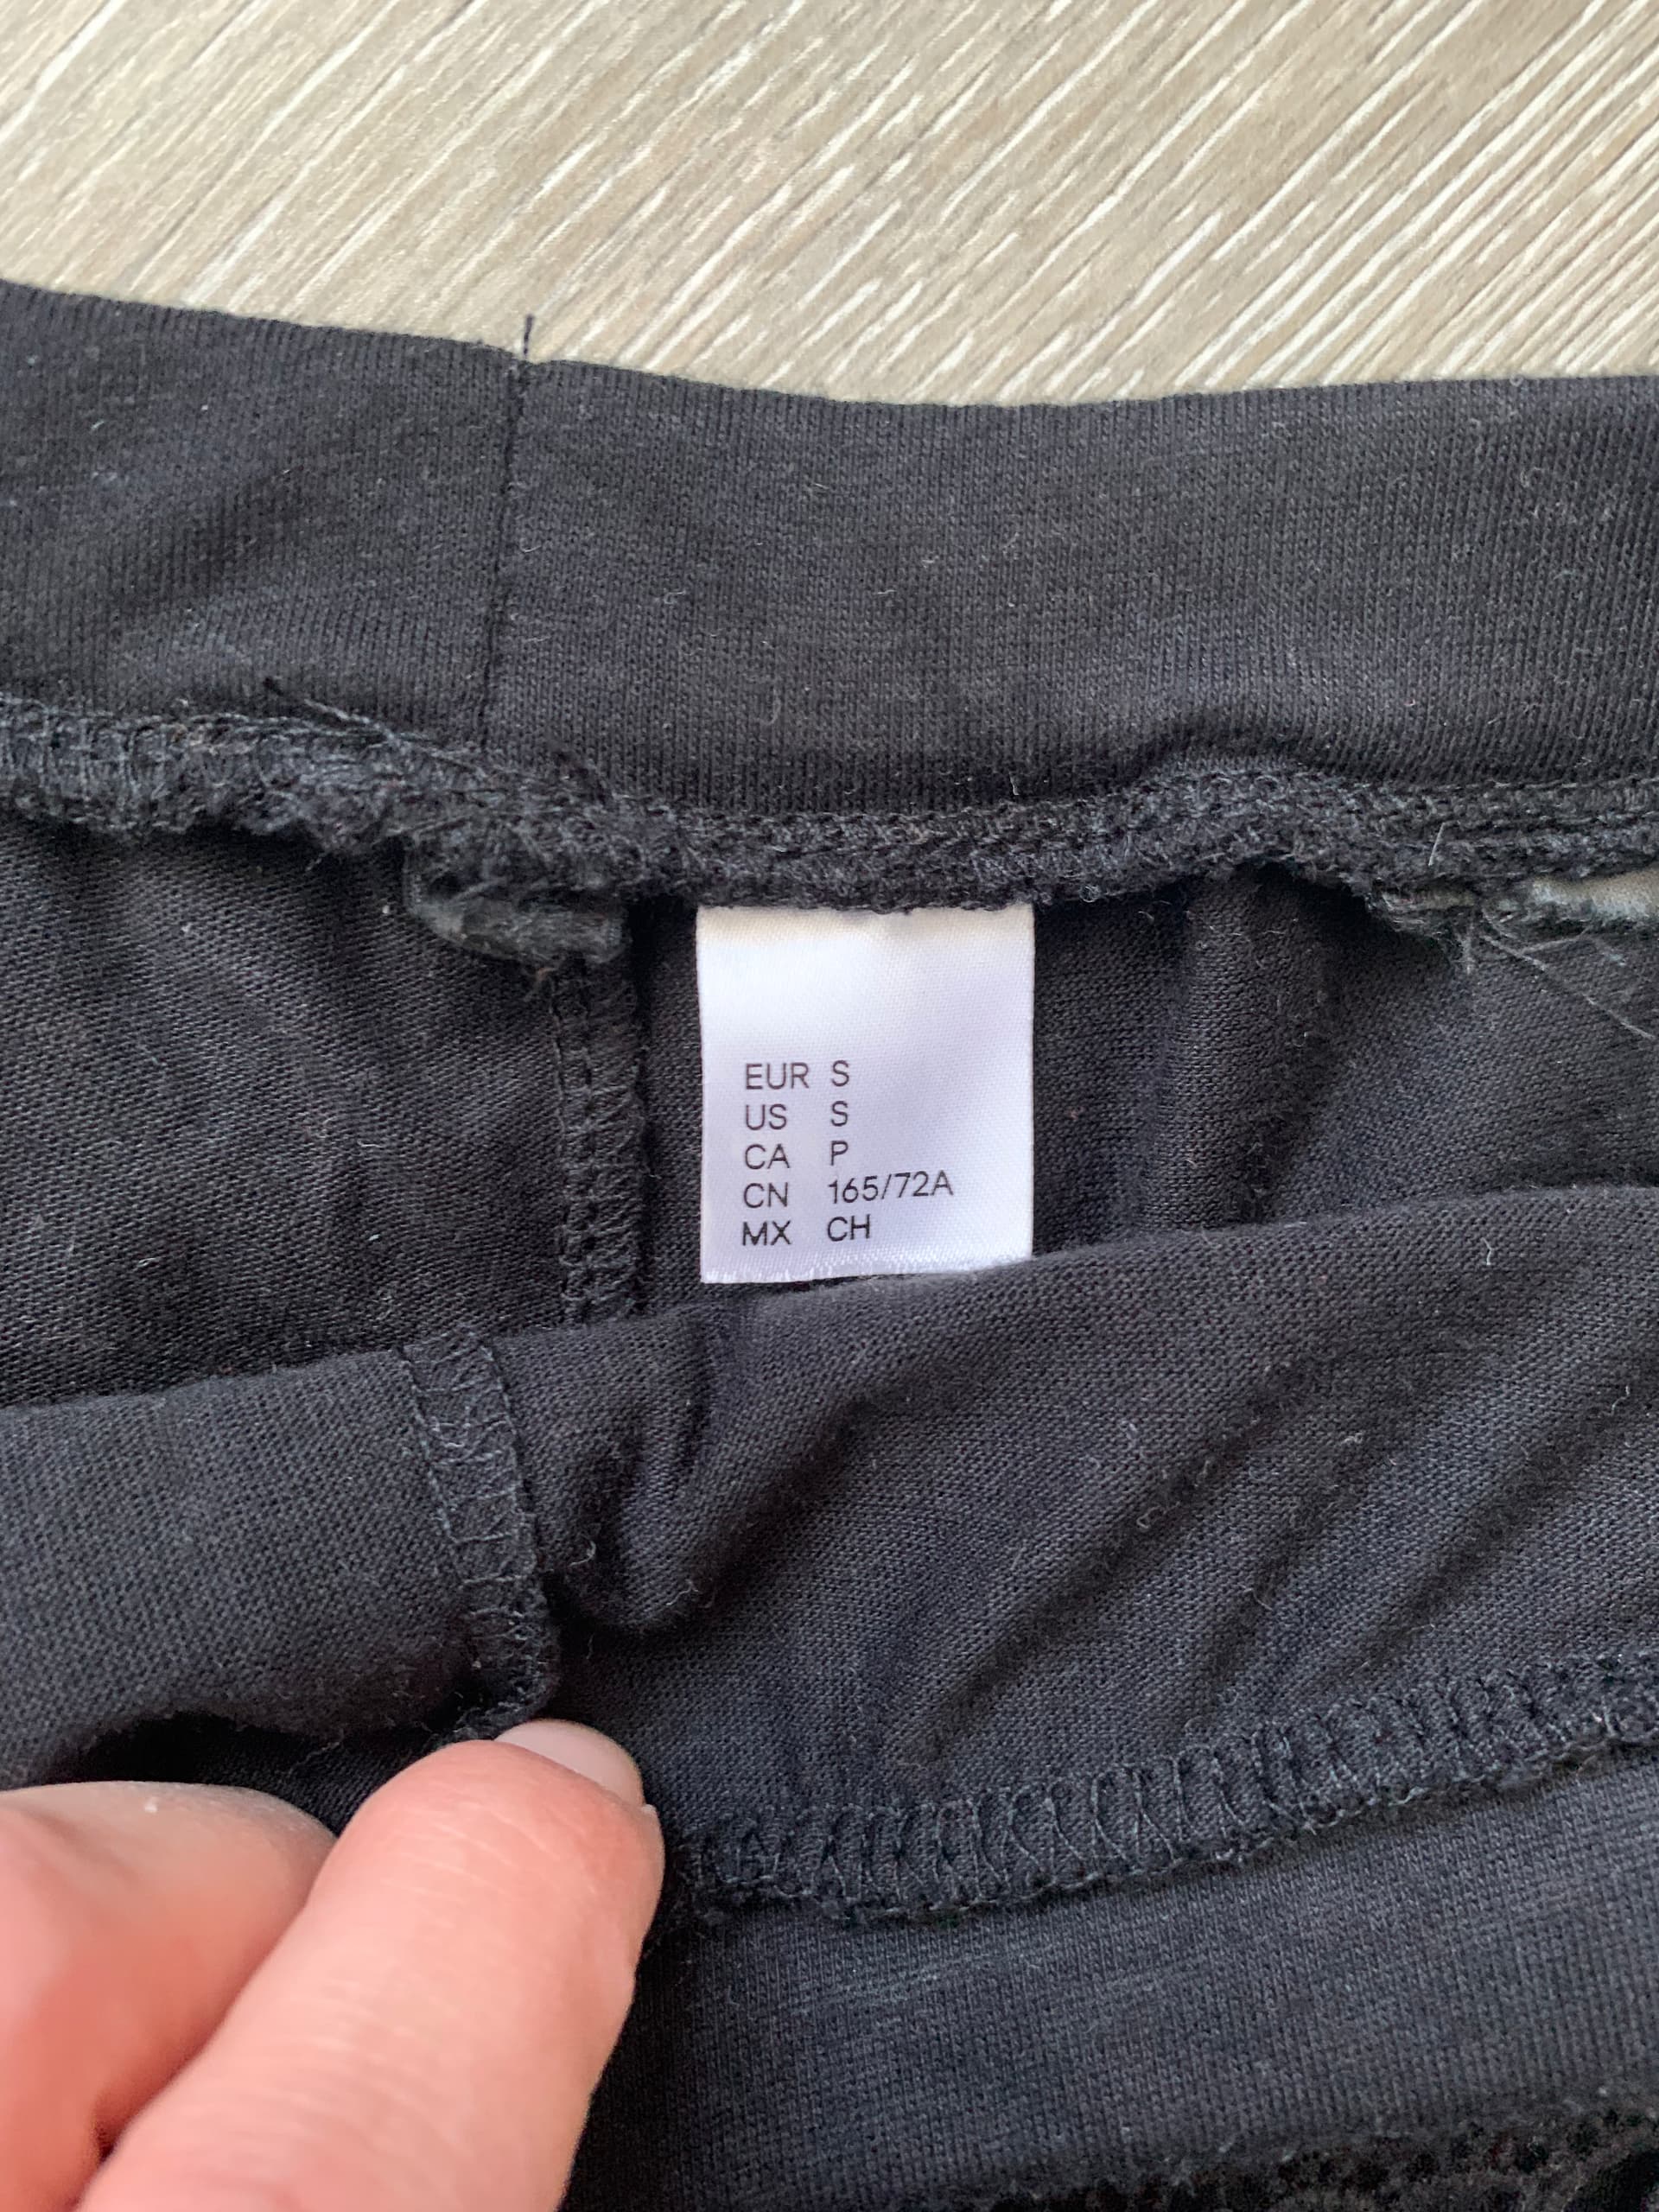 EUR S
US S
CA P
CN 165/72A
MX CH